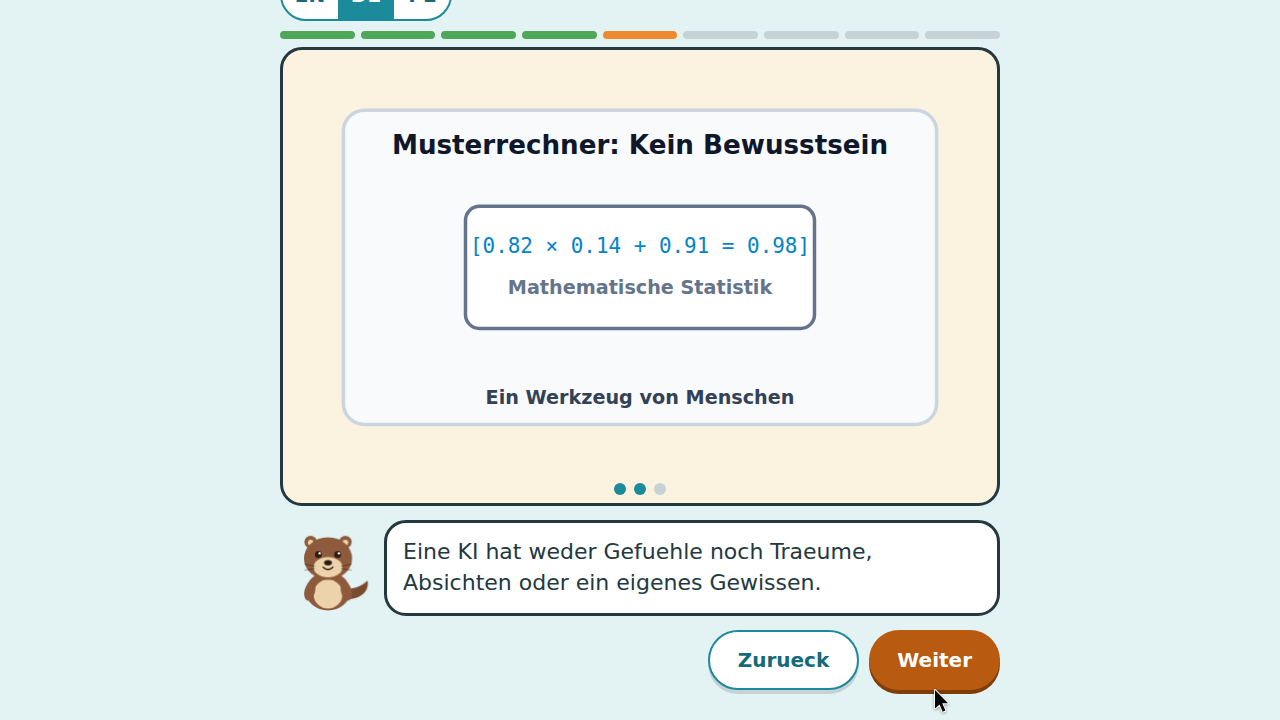 Musterrechner: Kein Bewusstsein
[0.82 × 0.14 + 0.91 = 0.98]
Mathematische Statistik
Ein Werkzeug von Menschen
Eine KI hat weder Gefuehle noch Traeume,
Absichten oder ein eigenes Gewissen.
Zurueck
Weiter